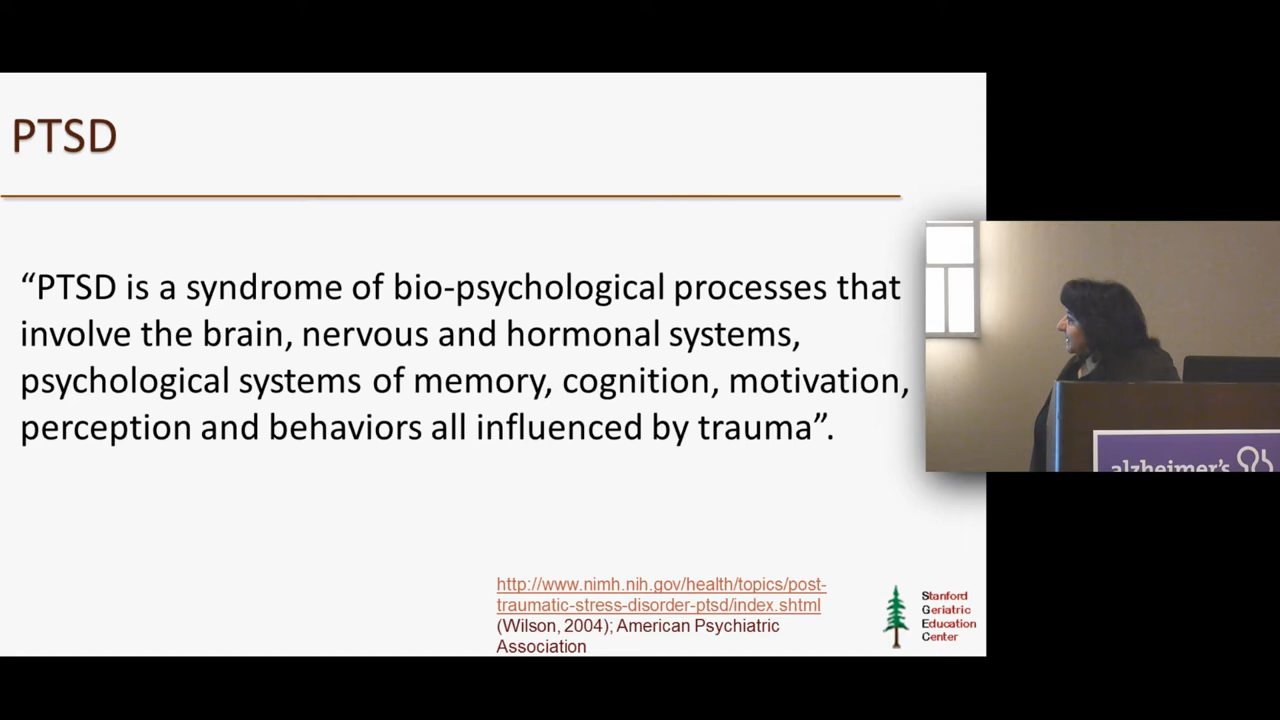 PTSD
“PTSD is a syndrome of bio-psychological processes that
involve the brain, nervous and hormonal systems,
psychological systems of memory, cognition, motivation,
perception and behaviors all influenced by trauma”.
http://www.nimh.nih.gov/health/topics/post-
traumatic-stress-disorder-ptsd/index.shtml
(Wilson, 2004); American Psychiatric
Association
Stanford
Geriatric
Education
Center
alzheimer's